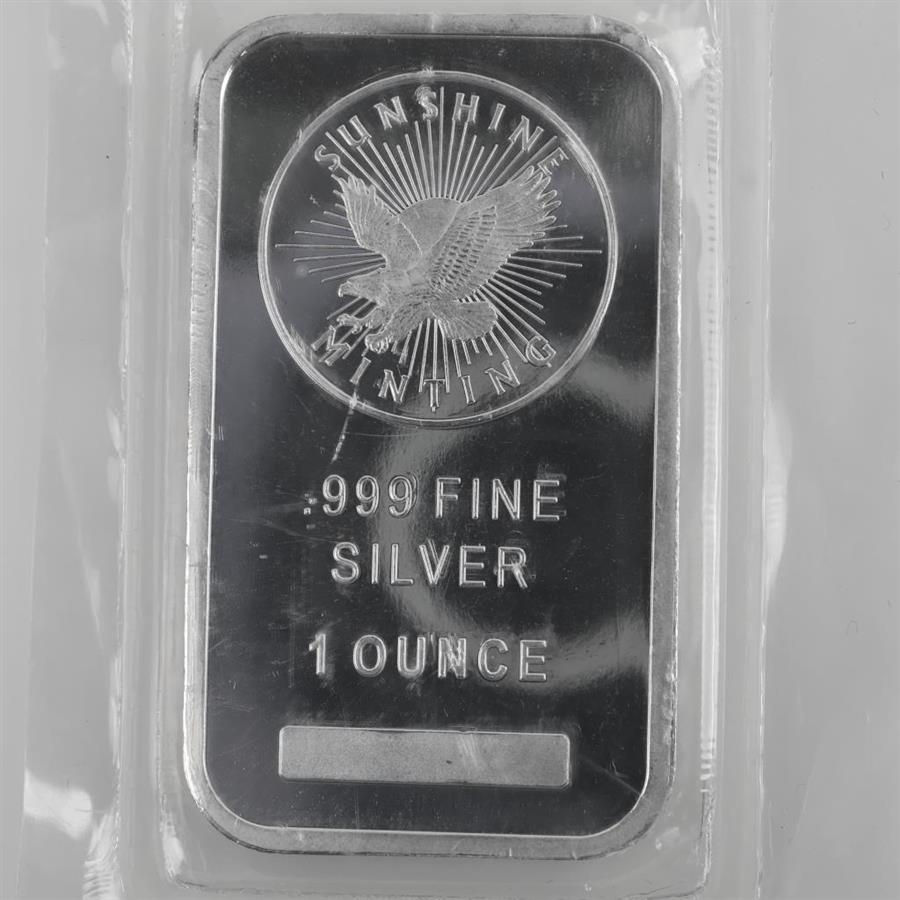 SUNSHINE
MINTING
.999 FINE
SILVER
1 OUNCE